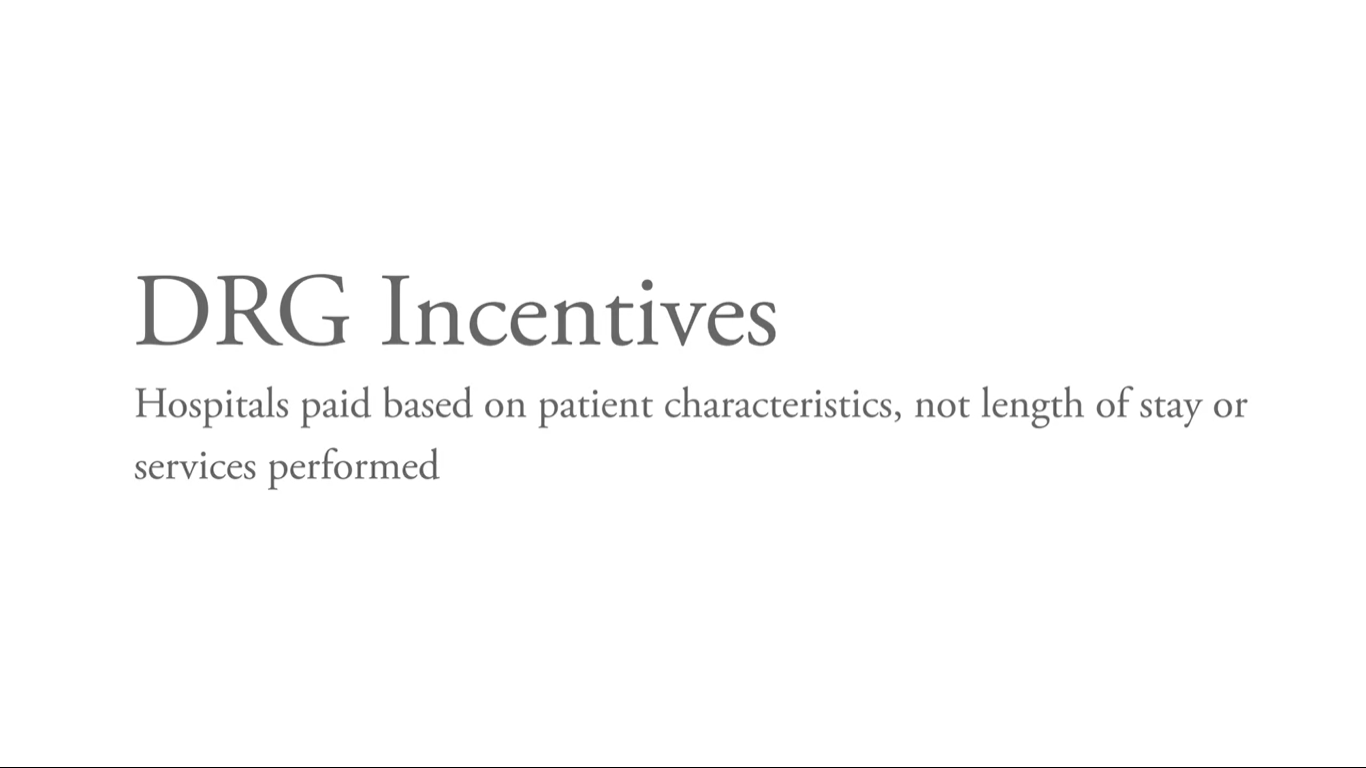 DRG Incentives
Hospitals paid based on patient characteristics, not length of stay or
services performed